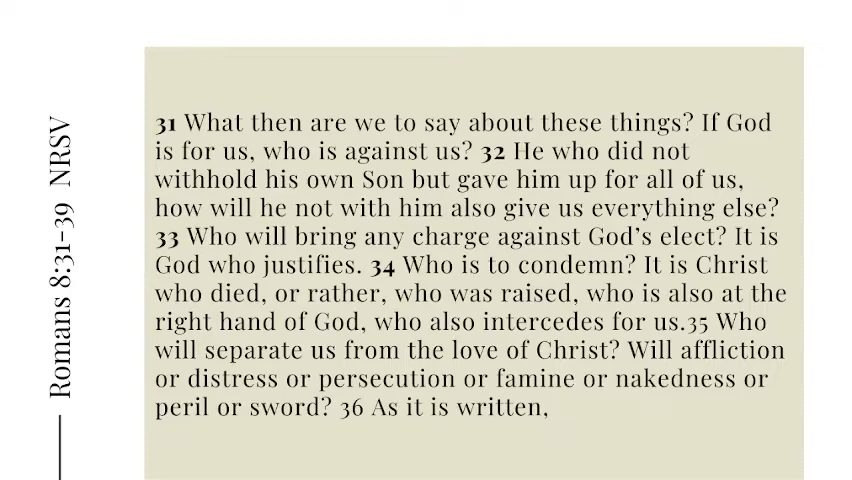 Romans 8:31-39 NRSV
31 What then are we to say about these things? If God
is for us, who is against us? 32 He who did not
withhold his own Son but gave him up for all of us,
how will he not with him also give us everything else?
33 Who will bring any charge against God’s elect? It is
God who justifies. 34 Who is to condemn? It is Christ
who died, or rather, who was raised, who is also at the
right hand of God, who also intercedes for us.35 Who
will separate us from the love of Christ? Will affliction
or distress or persecution or famine or nakedness or
peril or sword? 36 As it is written,